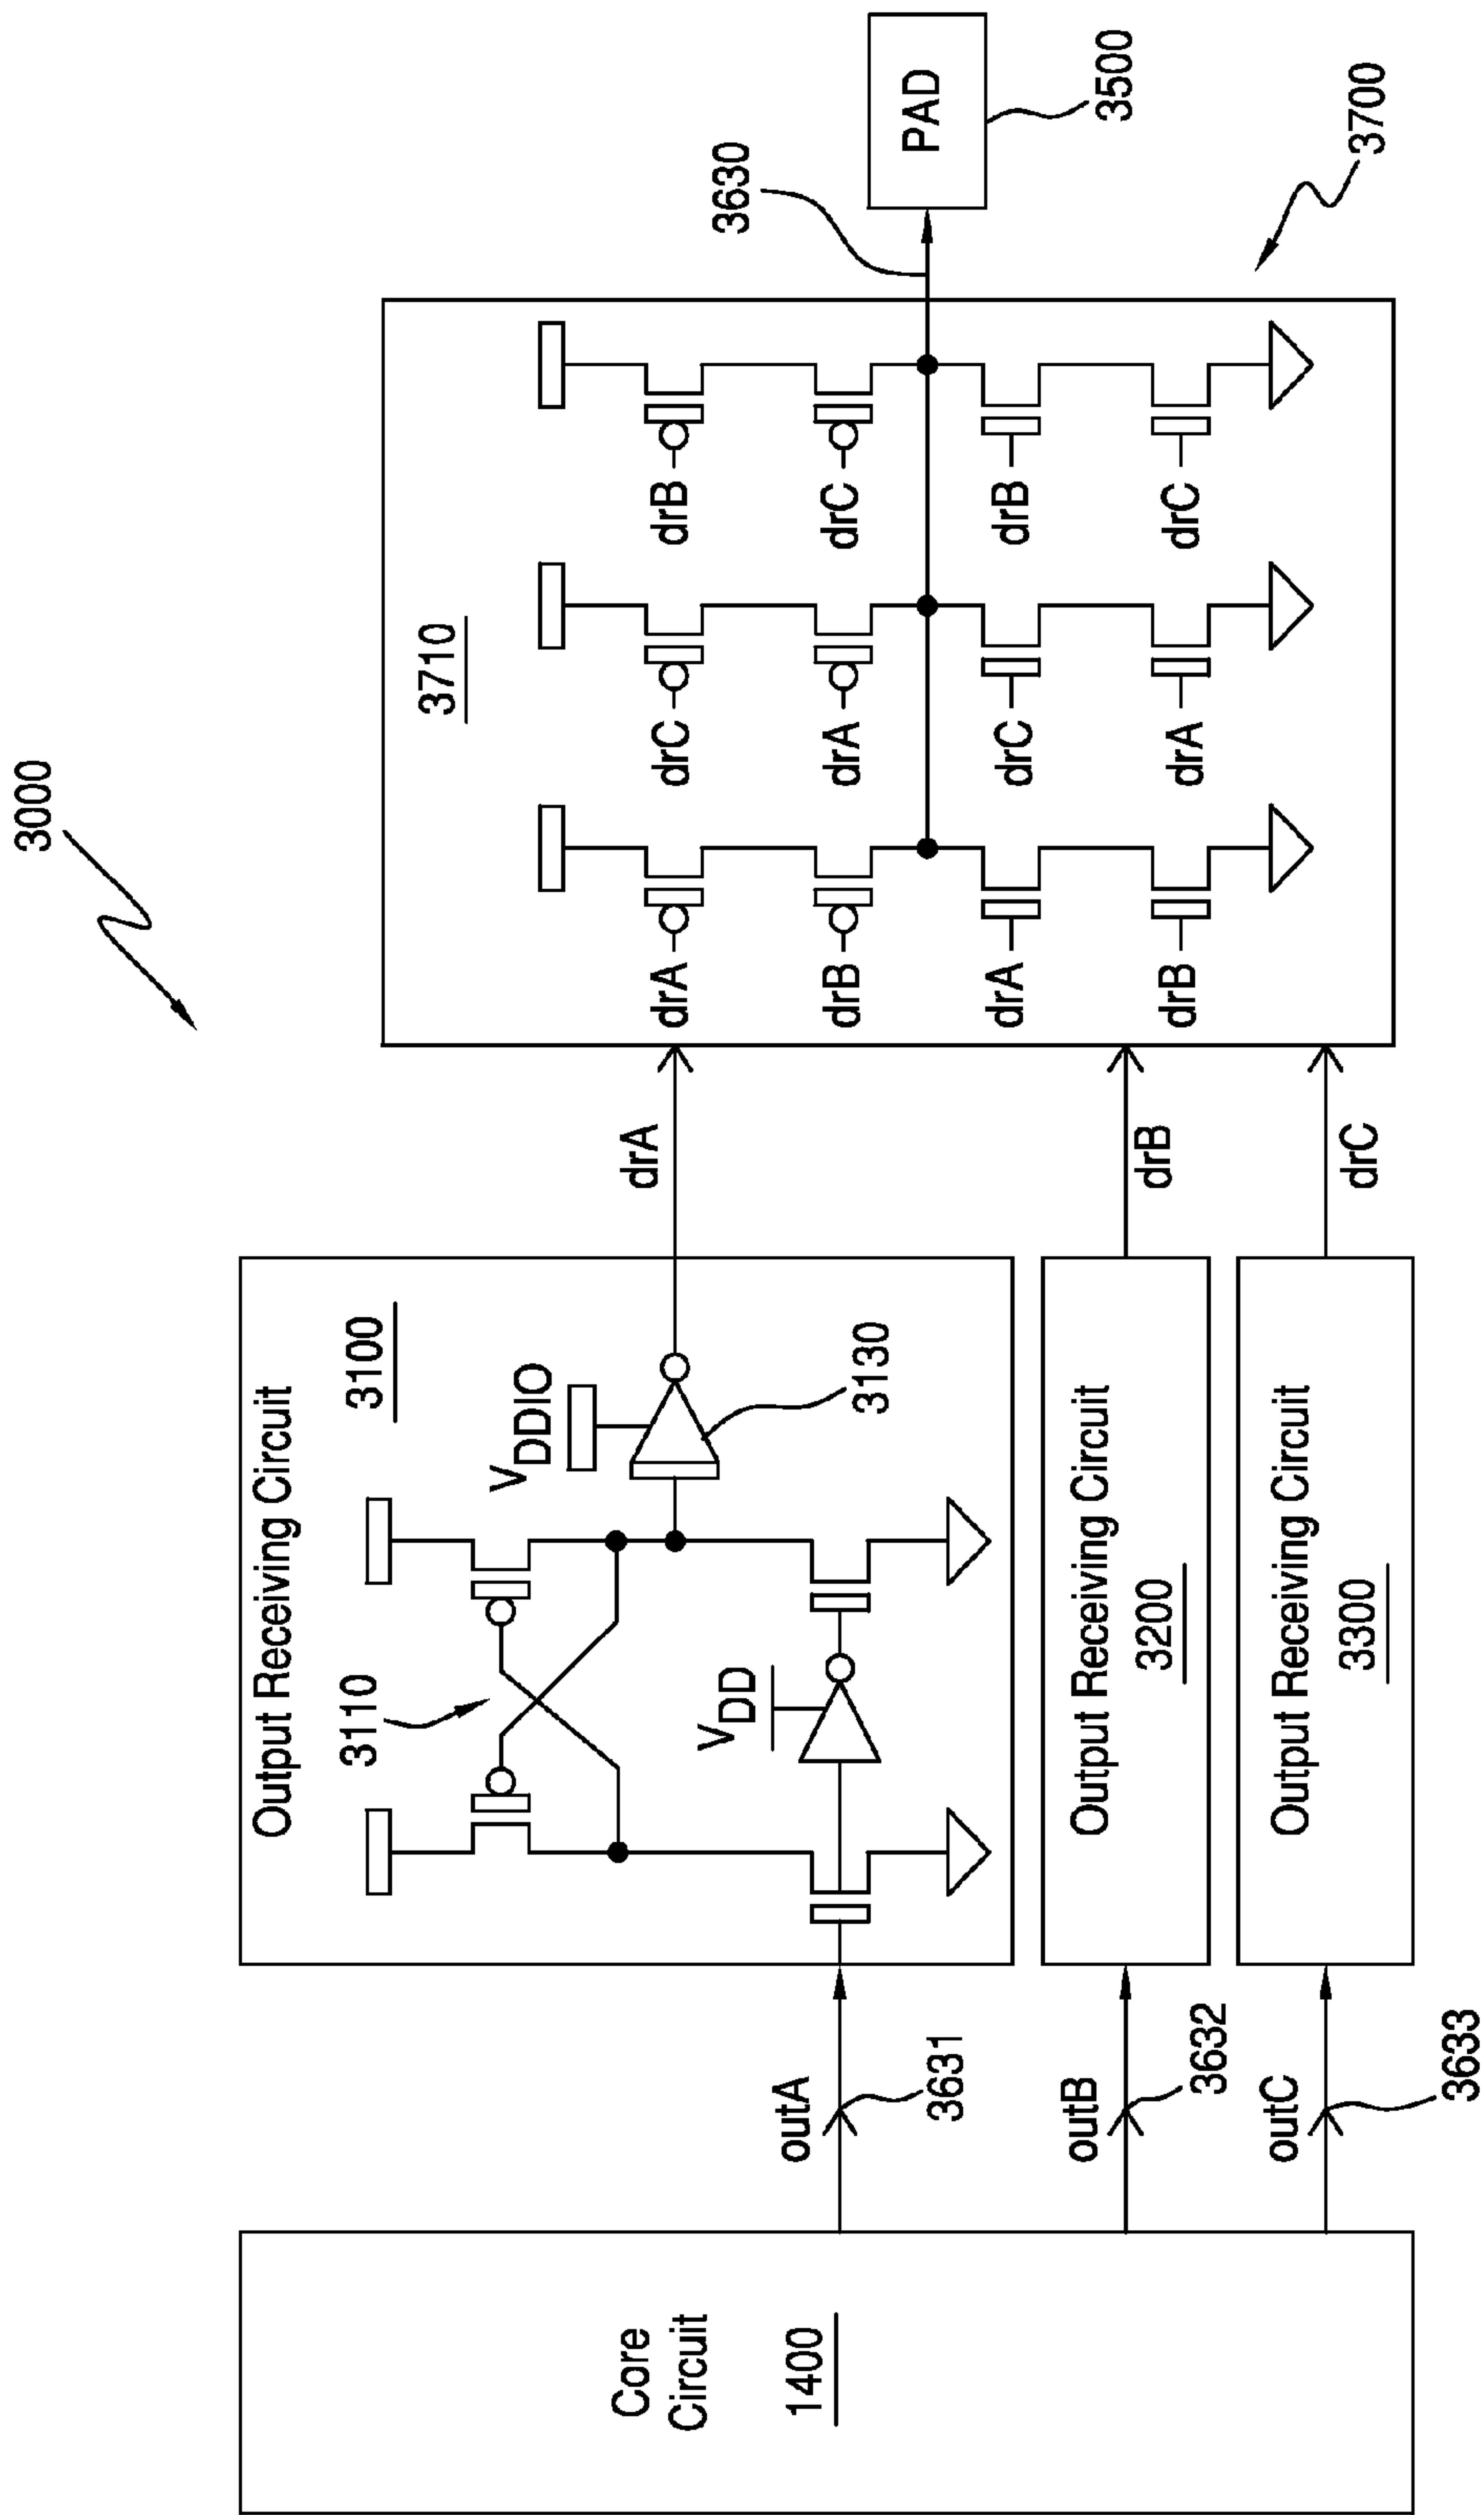 3000
Core
Circuit
1400
outA
3631
outB
3632
outC
3633
Output Receiving Circuit
3100
3110
VDDIO
VDD
3130
Output Receiving Circuit
3200
Output Receiving Circuit
3300
drA
drB
drC
3710
drA
drC
drB
drB
drA
drC
drA
drC
drB
drB
drA
drC
3630
PAD
3500
3700